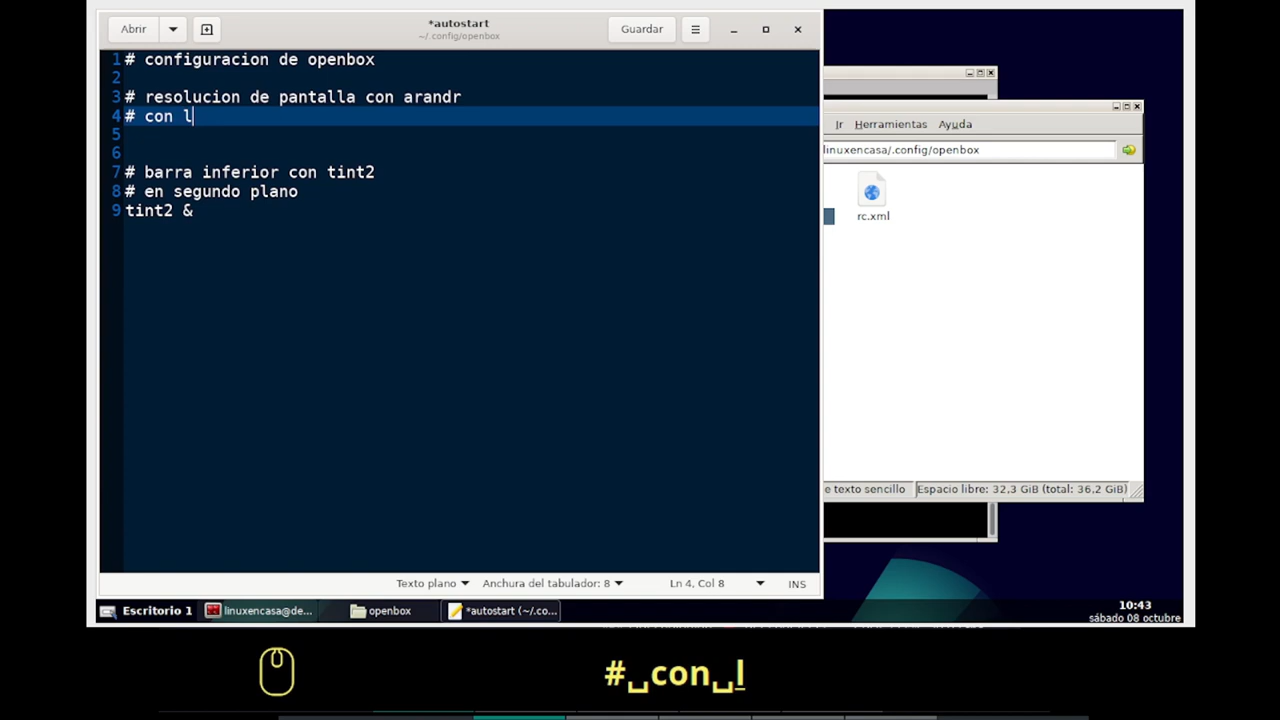 Abrir
*autostart
~/.config/openbox
Guardar
1 # configuracion de openbox
2
3 # resolucion de pantalla con arandr
4 # con l
5
6
7 # barra inferior con tint2
8 # en segundo plano
9 tint2 &
Texto plano
Anchura del tabulador: 8
Ln 4, Col 8
INS
Ir Herramientas Ayuda
linuxencasa/.config/openbox
rc.xml
e texto sencillo
Espacio libre: 32,3 GiB (total: 36,2 GiB)
Escritorio 1
linuxencasa@de...
openbox
*autostart (~/.co...
10:43
sábado 08 octubre
#␣con␣l